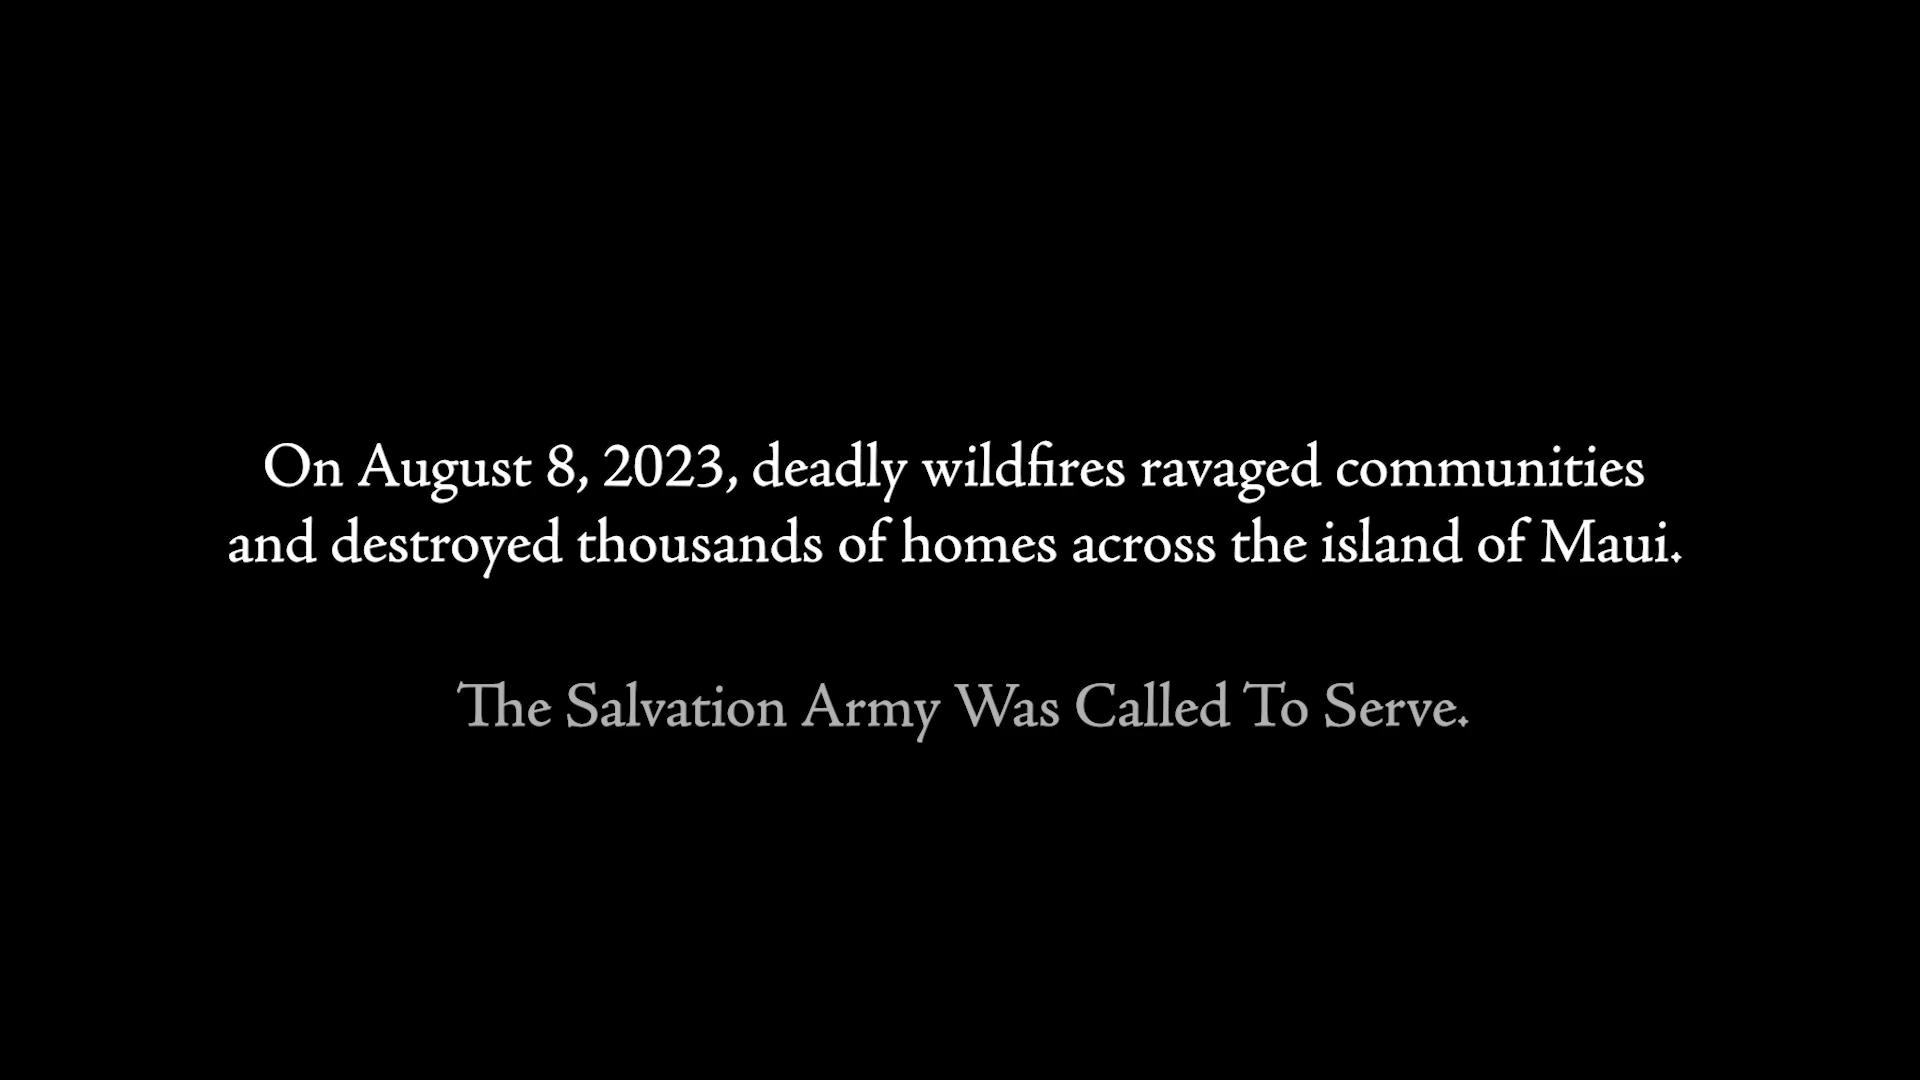 On August 8, 2023, deadly wildfires ravaged communities
and destroyed thousands of homes across the island of Maui.
The Salvation Army Was Called To Serve.